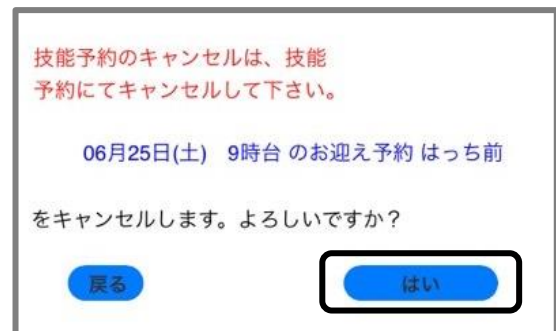 技能予約のキャンセルは、技能
予約にてキャンセルして下さい。
06月25日(土) 9時台 のお迎え予約 はっち前
をキャンセルします。よろしいですか？
戻る はい